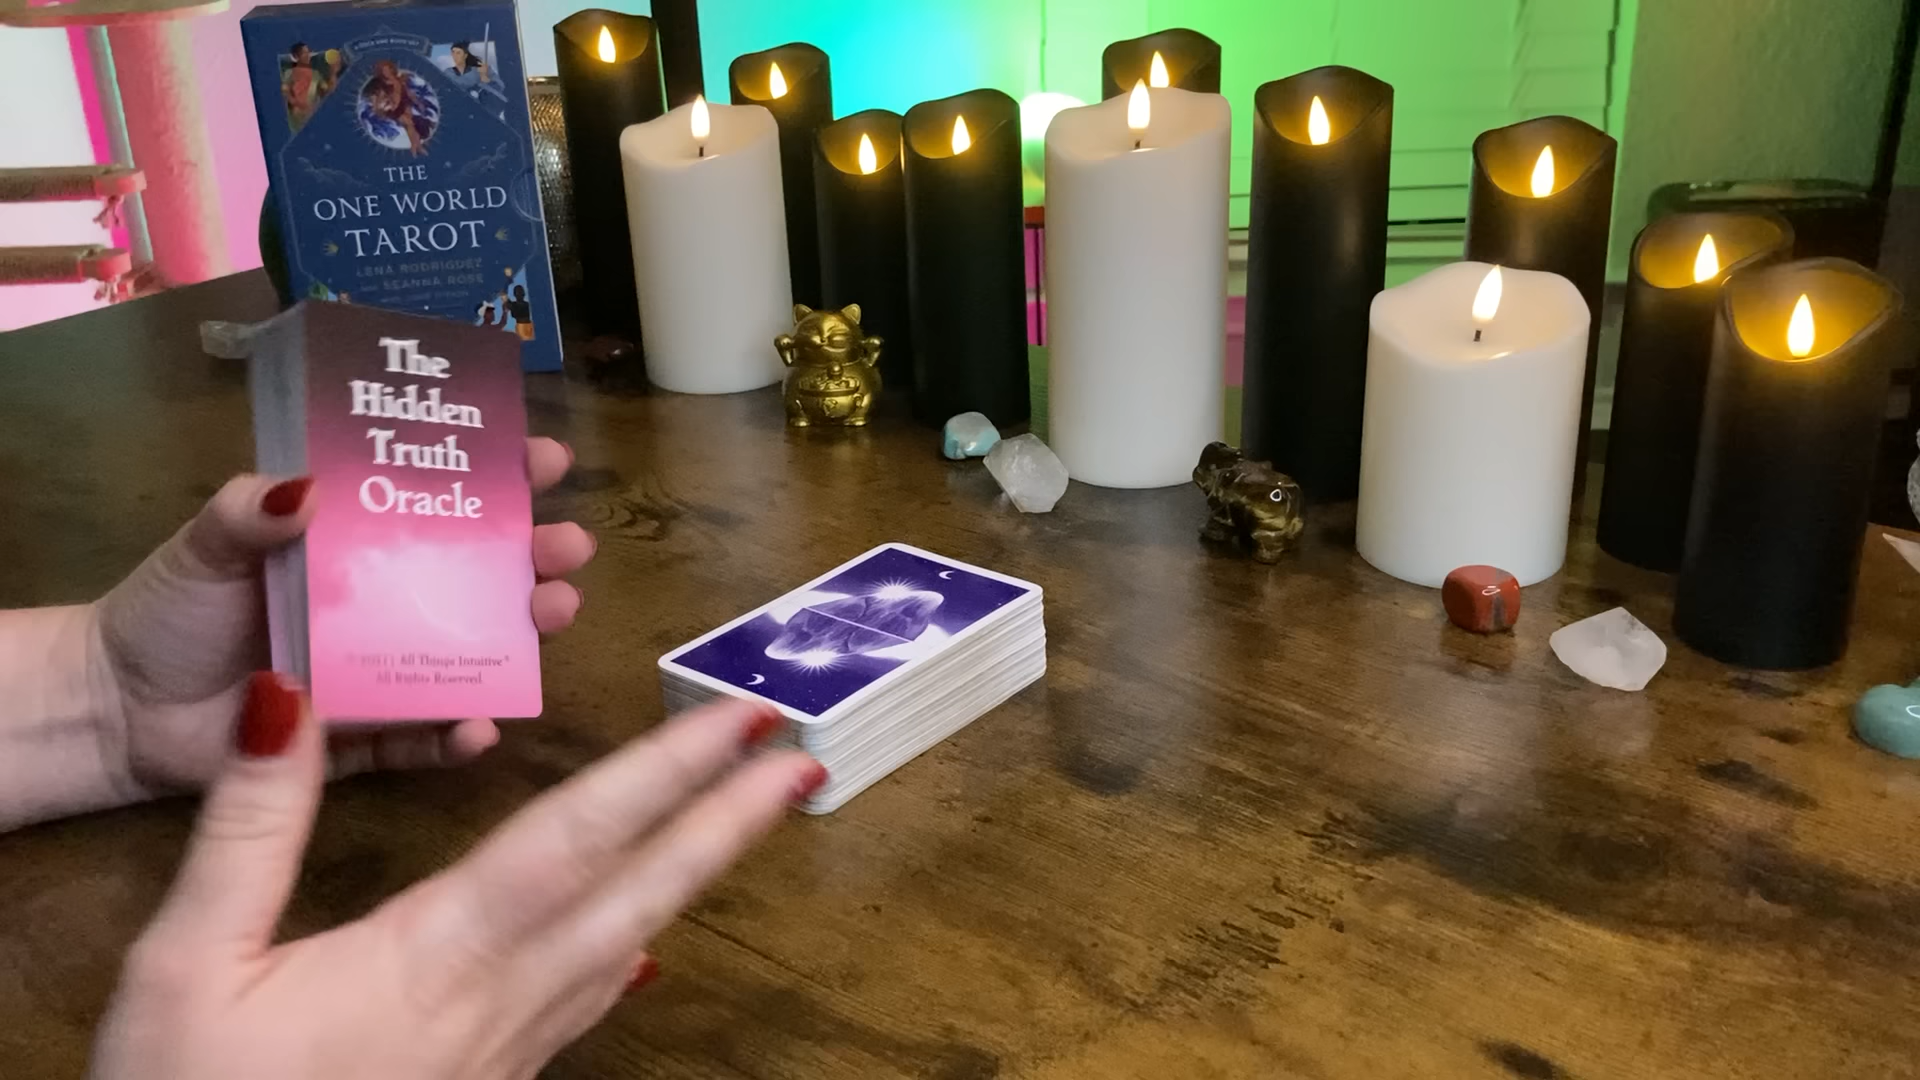 THE
ONE WORLD
TAROT
LENA RODRIGUEZ
SEANNA ROSE
The
Hidden
Truth
Oracle
All Things Intuitive®
All Rights Reserved.